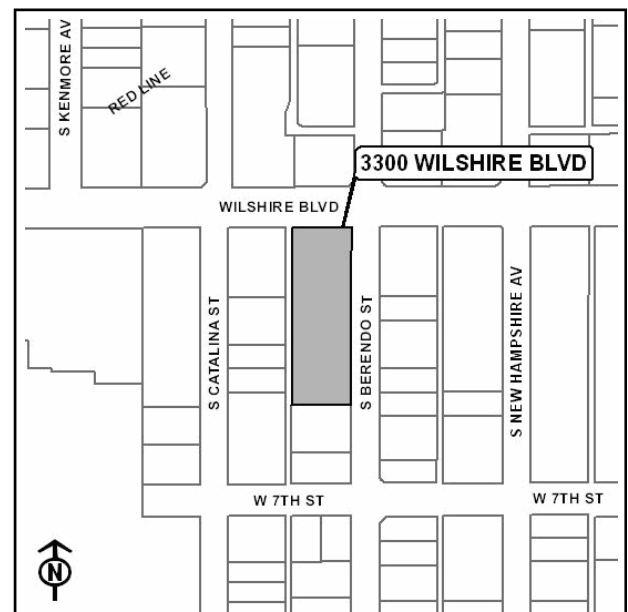 S KENMORE AV
RED LINE
3300 WILSHIRE BLVD
WILSHIRE BLVD
S CATALINA ST
S BERENDO ST
S NEW HAMPSHIRE AV
W 7TH ST
W 7TH ST
N